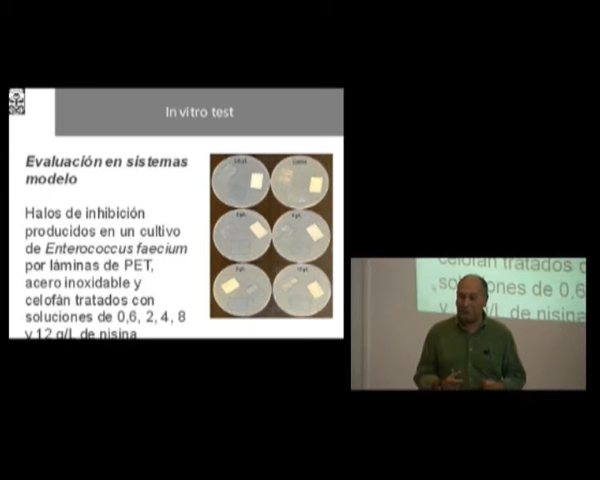 In vitro test
Evaluación en sistemas
modelo
Halos de inhibición
producidos en un cultivo
de Enterococcus faecium
por láminas de PET,
acero inoxidable y
celofán tratados con
soluciones de 0,6, 2, 4, 8
y 12 g/L de nisina
celofán tratados c
so ones de 0,6
y /L de nisina